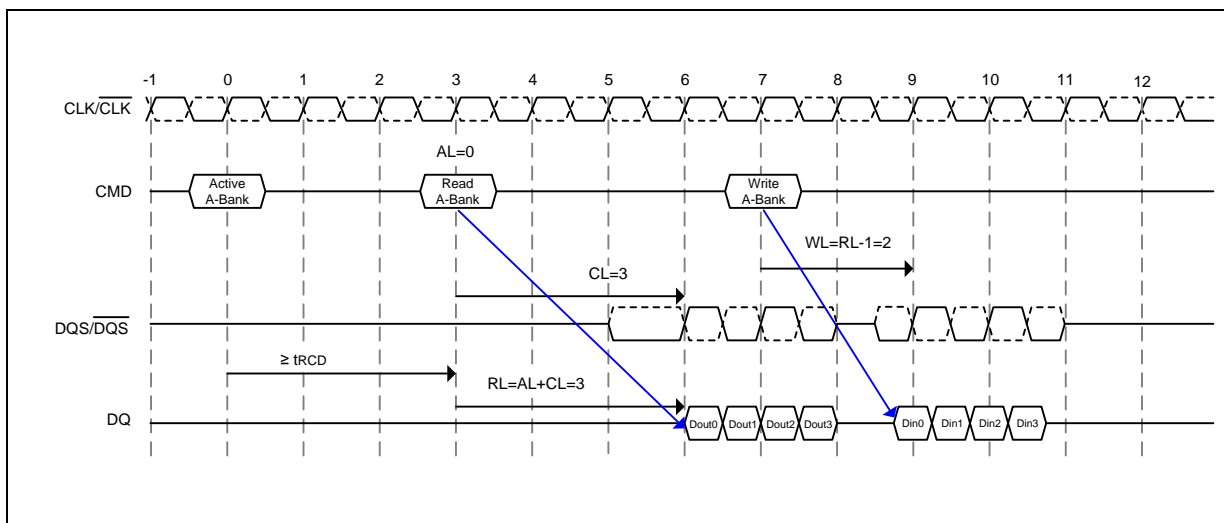 -1 0 1 2 3 4 5 6 7 8 9 10 11 12
CLK/C̅L̅K̅
AL=0
CMD
Active
A-Bank
Read
A-Bank
Write
A-Bank
WL=RL-1=2
CL=3
DQS/D̅Q̅S̅
≥ tRCD
RL=AL+CL=3
DQ
Dout0 Dout1 Dout2 Dout3 Din0 Din1 Din2 Din3